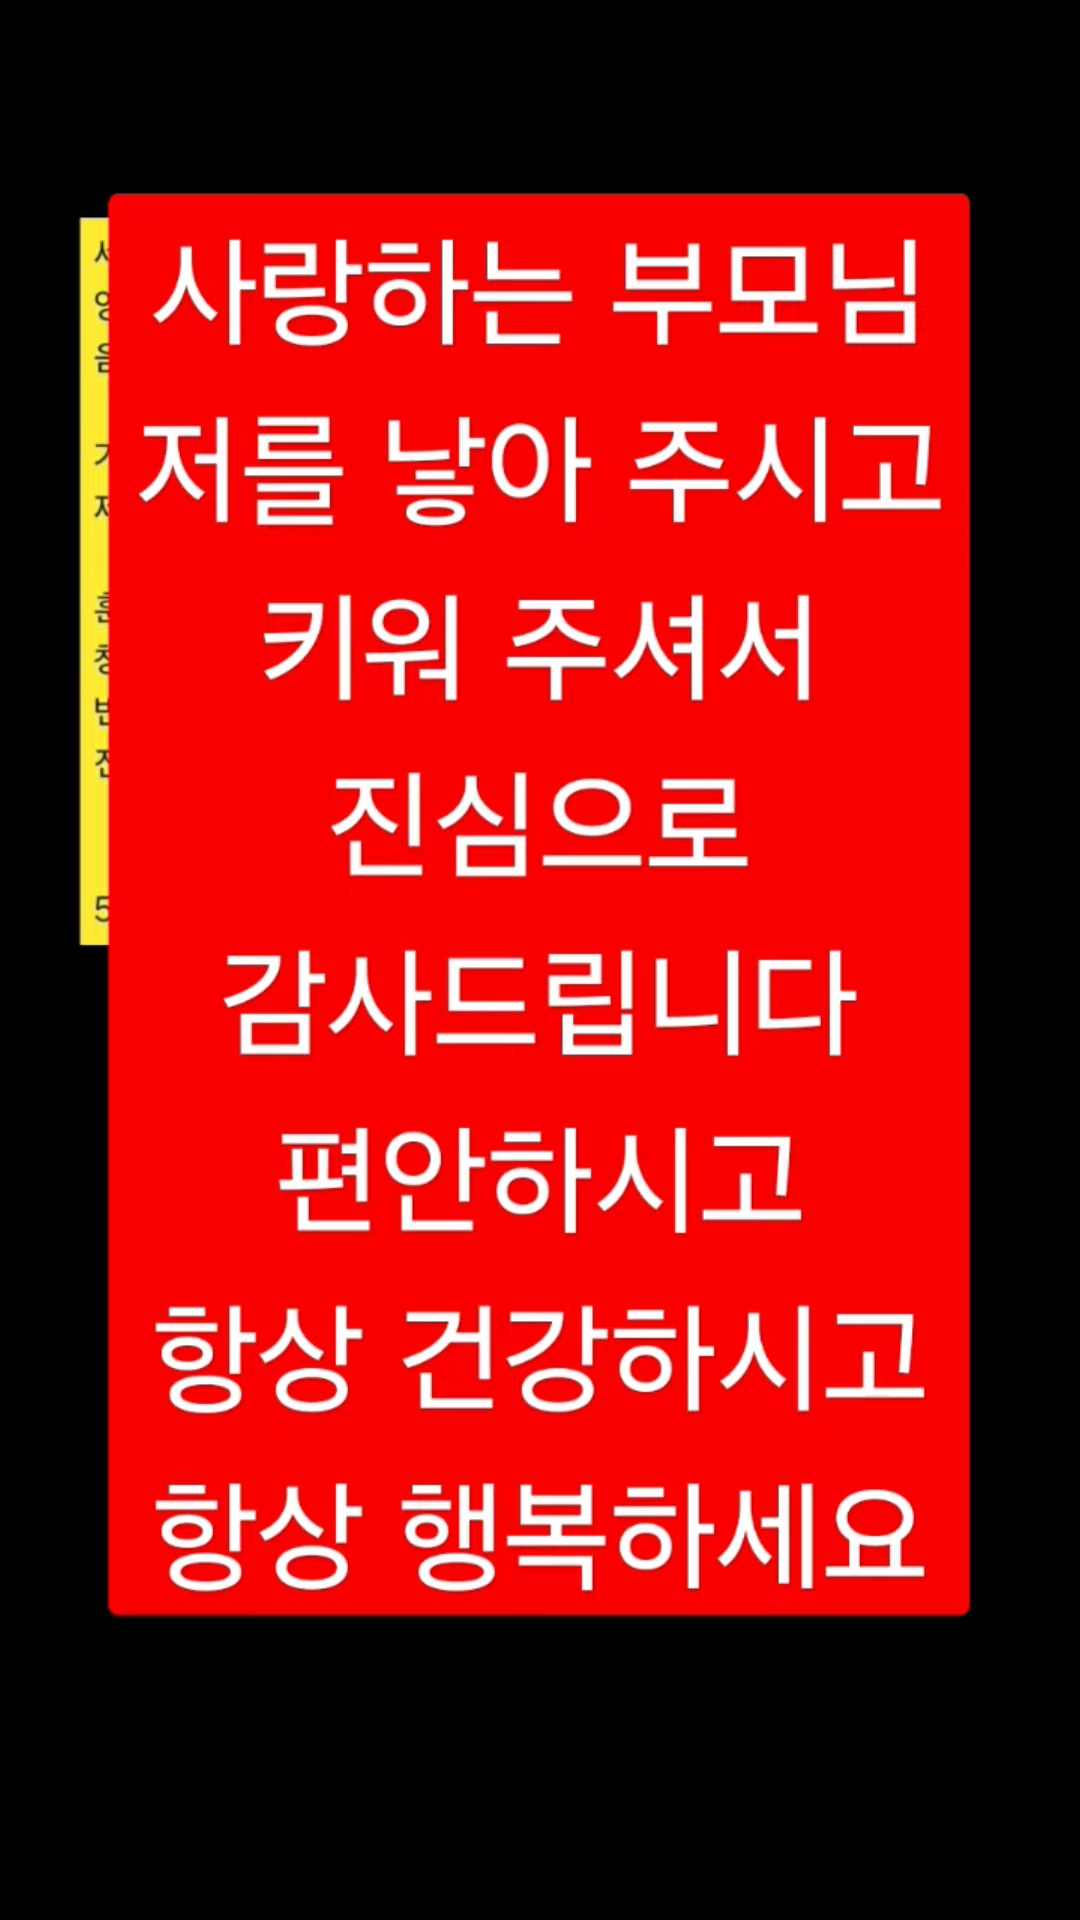 사랑하는 부모님
저를 낳아 주시고
키워 주셔서
진심으로
감사드립니다
편안하시고
항상 건강하시고
항상 행복하세요
5